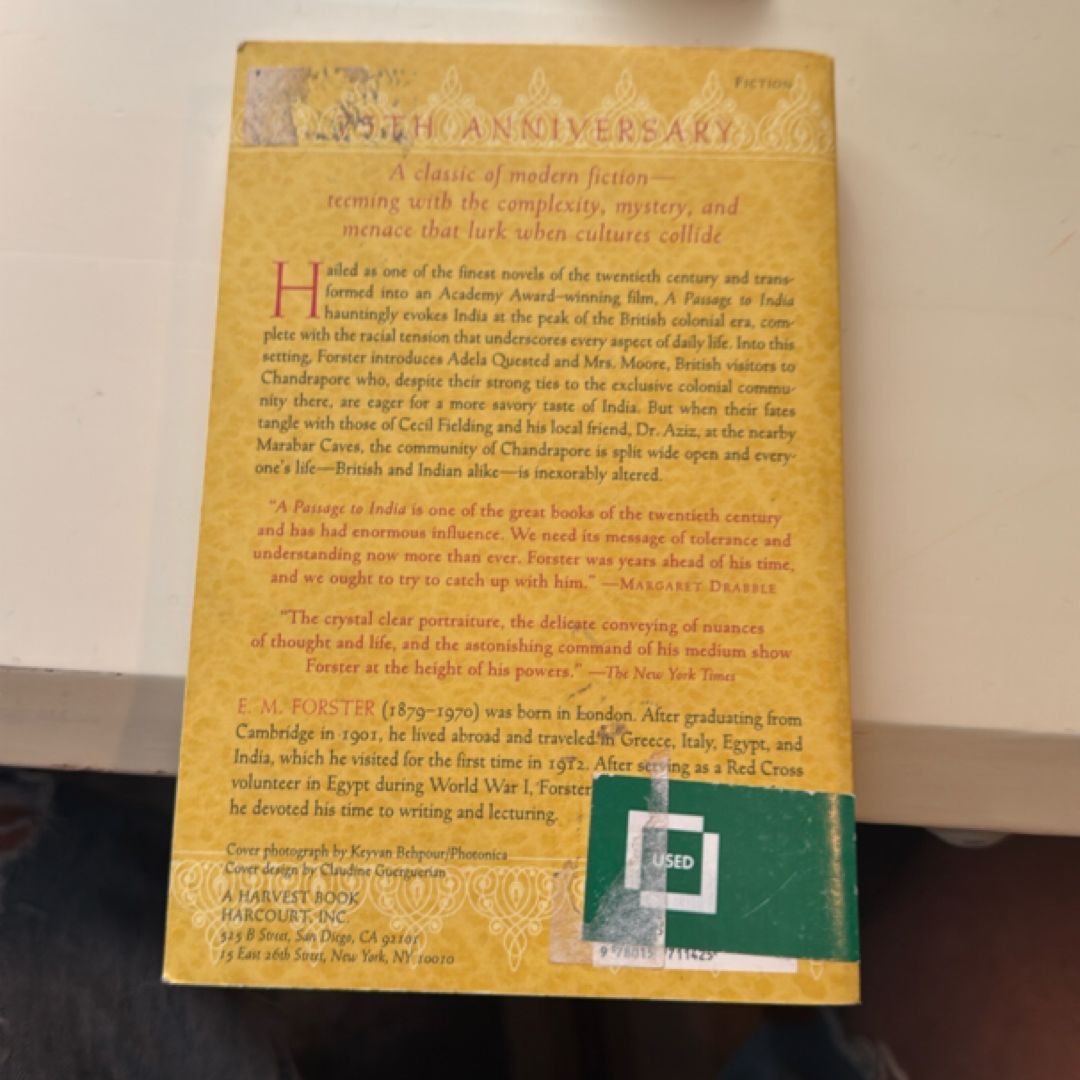 FICTION
5TH ANNIVERSARY
A classic of modern fiction—
teeming with the complexity, mystery, and
menace that lurk when cultures collide
Hailed as one of the finest novels of the twentieth century and trans-
formed into an Academy Award–winning film, A Passage to India
hauntingly evokes India at the peak of the British colonial era, com-
plete with the racial tension that underscores every aspect of daily life. Into this
setting, Forster introduces Adela Quested and Mrs. Moore, British visitors to
Chandrapore who, despite their strong ties to the exclusive colonial commu-
nity there, are eager for a more savory taste of India. But when their fates
tangle with those of Cecil Fielding and his local friend, Dr. Aziz, at the nearby
Marabar Caves, the community of Chandrapore is split wide open and every-
one's life—British and Indian alike—is inexorably altered.
"A Passage to India is one of the great books of the twentieth century
and has had enormous influence. We need its message of tolerance and
understanding now more than ever. Forster was years ahead of his time,
and we ought to try to catch up with him." —MARGARET DRABBLE
"The crystal clear portraiture, the delicate conveying of nuances
of thought and life, and the astonishing command of his medium show
Forster at the height of his powers." —The New York Times
E. M. FORSTER (1879–1970) was born in London. After graduating from
Cambridge in 1901, he lived abroad and traveled in Greece, Italy, Egypt, and
India, which he visited for the first time in 1912. After serving as a Red Cross
volunteer in Egypt during World War I, Forster
he devoted his time to writing and lecturing.
Cover photograph by Keyvan Behpour/Photonica
Cover design by Claudine Guerguerian
A HARVEST BOOK
HARCOURT, INC.
525 B Street, San Diego, CA 92101
15 East 26th Street, New York, NY 10010
USED
9 78015 711425